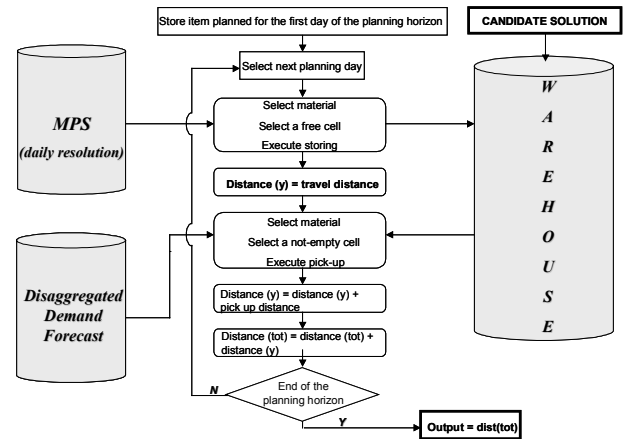 Store item planned for the first day of the planning horizon
CANDIDATE SOLUTION
Select next planning day
MPS
(daily resolution)
Select material
Select a free cell
Execute storing
Distance (y) = travel distance
Select material
Select a not-empty cell
Execute pick-up
Disaggregated
Demand
Forecast
Distance (y) = distance (y) +
pick up distance
Distance (tot) = distance (tot) +
distance (y)
End of the
planning horizon
N
Y
Output = dist(tot)
W
A
R
E
H
O
U
S
E